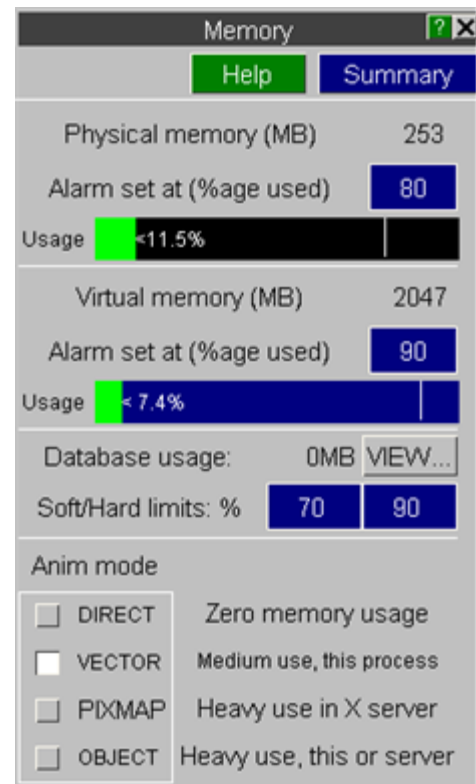 Memory ? X
Help Summary
Physical memory (MB) 253
Alarm set at (%age used) 80
Usage <11.5%
Virtual memory (MB) 2047
Alarm set at (%age used) 90
Usage < 7.4%
Database usage: 0MB VIEW...
Soft/Hard limits: % 70 90
Anim mode
DIRECT Zero memory usage
VECTOR Medium use, this process
PIXMAP Heavy use in X server
OBJECT Heavy use, this or server